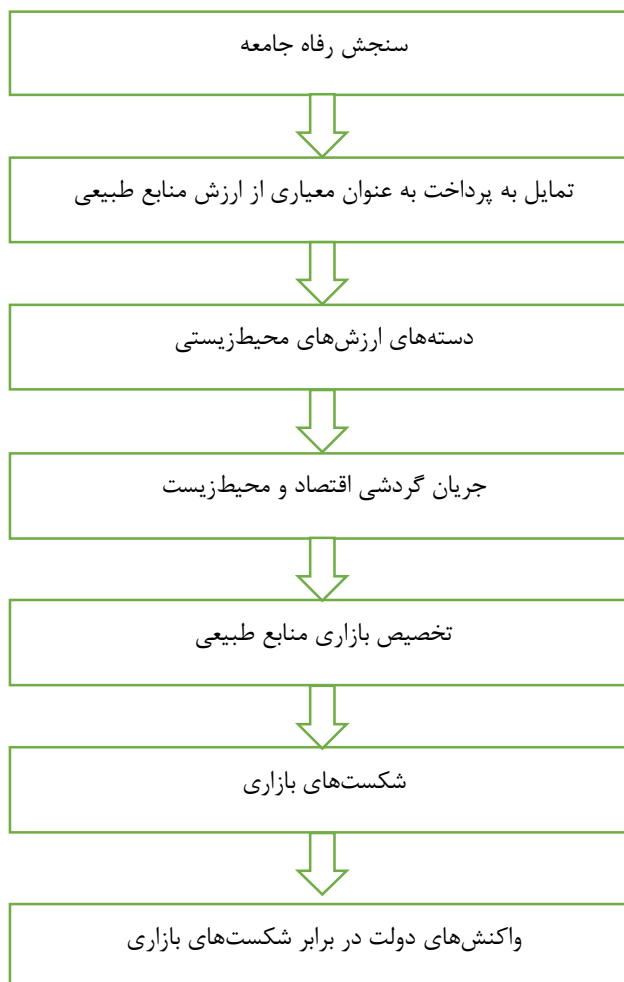 سنجش رفاه جامعه
تمایل به پرداخت به عنوان معیاری از ارزش منابع طبیعی
دسته‌های ارزش‌های محیط‌زیستی
جریان گردشی اقتصاد و محیط‌زیست
تخصیص بازاری منابع طبیعی
شکست‌های بازاری
واکنش‌های دولت در برابر شکست‌های بازاری